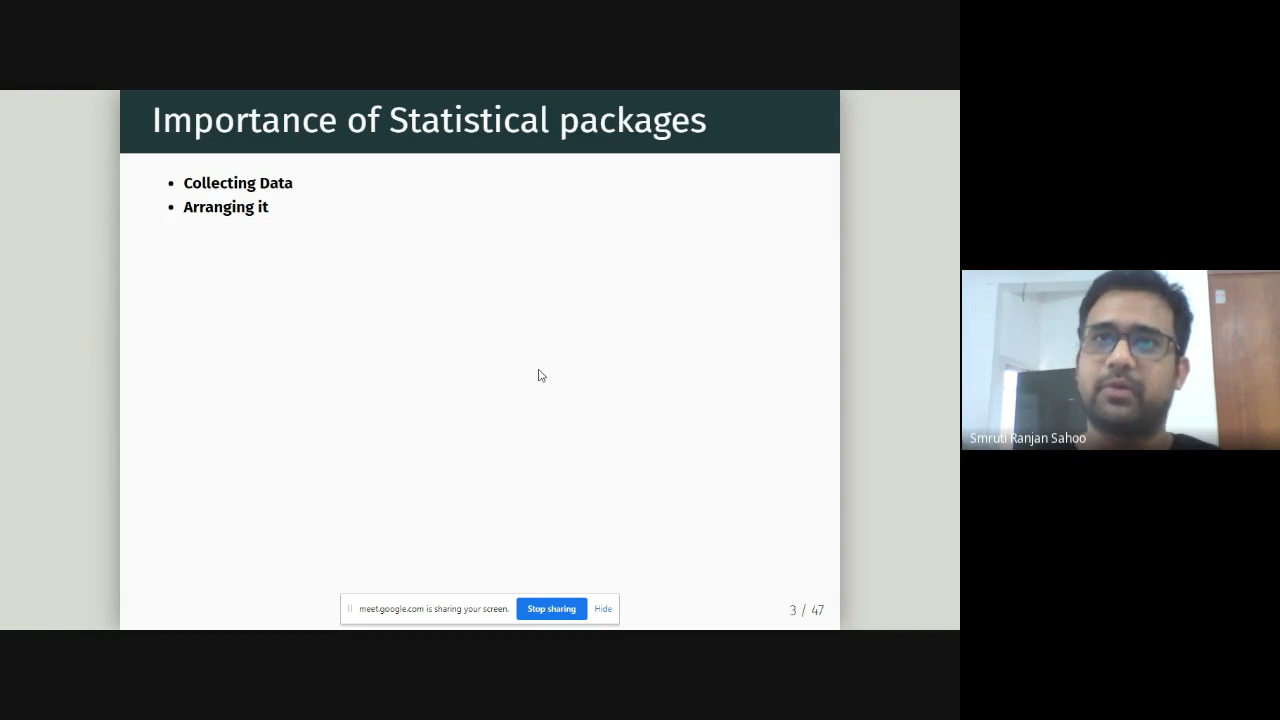 Importance of Statistical packages
• Collecting Data
• Arranging it
meet.google.com is sharing your screen.
Stop sharing
Hide
3 / 47
Smruti Ranjan Sahoo